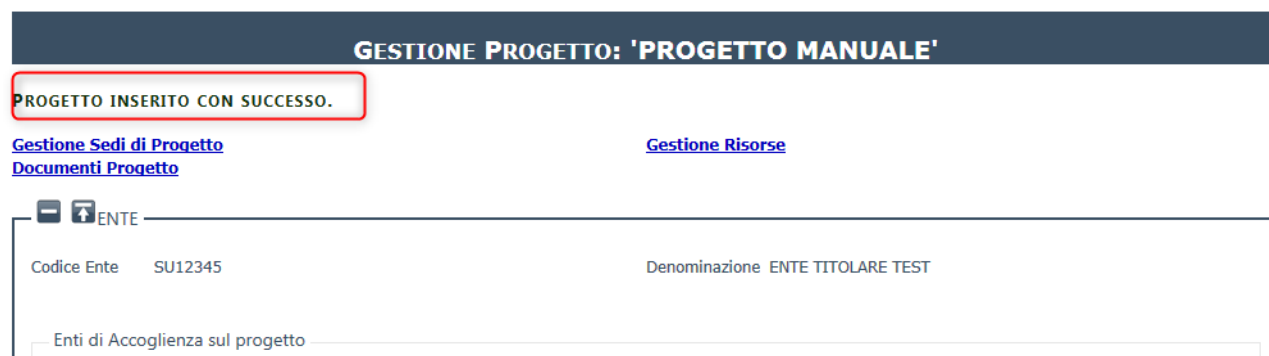 GESTIONE PROGETTO: 'PROGETTO MANUALE'
PROGETTO INSERITO CON SUCCESSO.
Gestione Sedi di Progetto Gestione Risorse
Documenti Progetto
ENTE
Codice Ente SU12345 Denominazione ENTE TITOLARE TEST
Enti di Accoglienza sul progetto